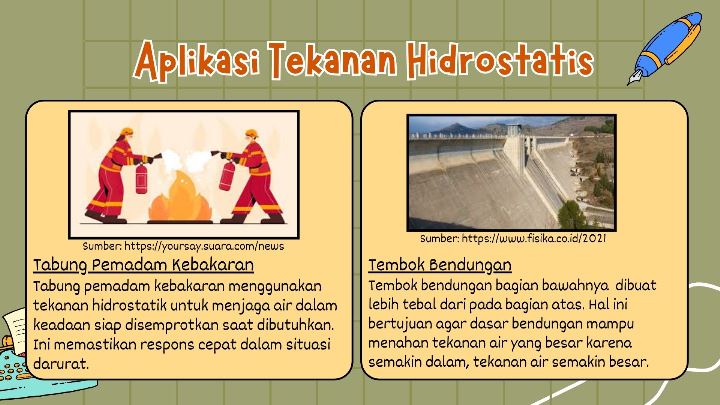 Aplikasi Tekanan Hidrostatis
Sumber: https://yoursay.suara.com/news
Tabung Pemadam Kebakaran
Tabung pemadam kebakaran menggunakan
tekanan hidrostatik untuk menjaga air dalam
keadaan siap disemprotkan saat dibutuhkan.
Ini memastikan respons cepat dalam situasi
darurat.
Sumber: https://www.fisika.co.id/2021
Tembok Bendungan
Tembok bendungan bagian bawahnya dibuat
lebih tebal dari pada bagian atas. Hal ini
bertujuan agar dasar bendungan mampu
menahan tekanan air yang besar karena
semakin dalam, tekanan air semakin besar.